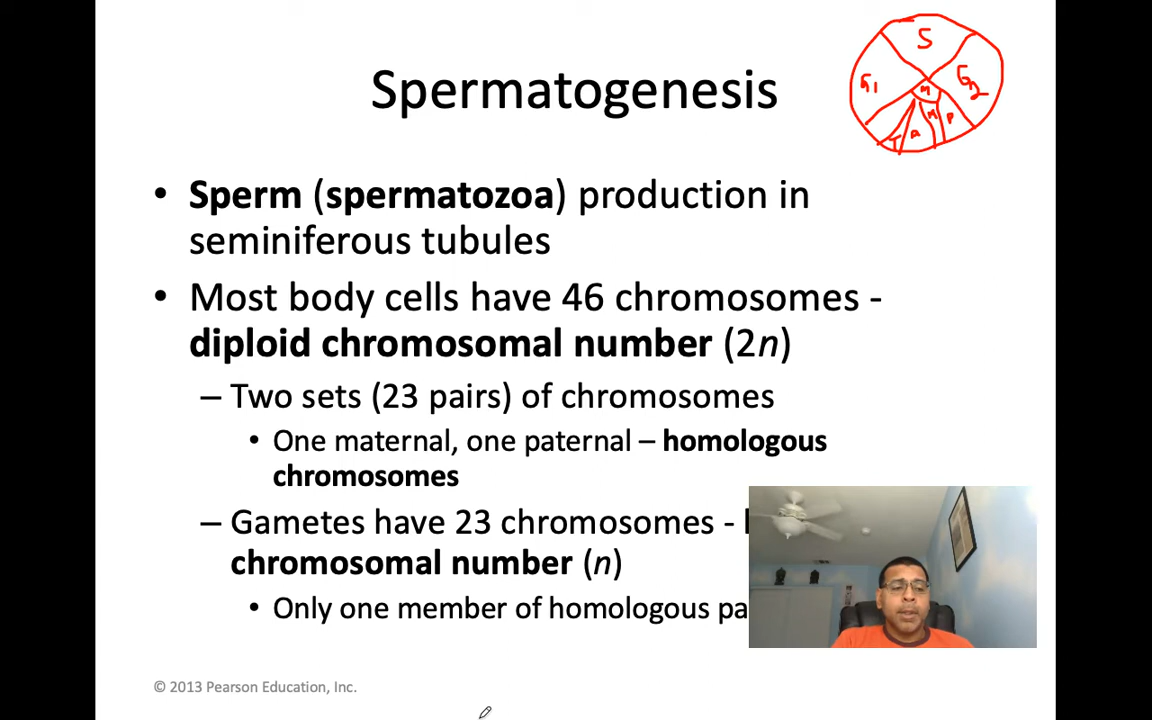 Spermatogenesis
S
G1
G2
M
P
M
A
T
• Sperm (spermatozoa) production in
seminiferous tubules
• Most body cells have 46 chromosomes -
diploid chromosomal number (2n)
– Two sets (23 pairs) of chromosomes
• One maternal, one paternal – homologous
chromosomes
– Gametes have 23 chromosomes -
chromosomal number (n)
• Only one member of homologous
© 2013 Pearson Education, Inc.